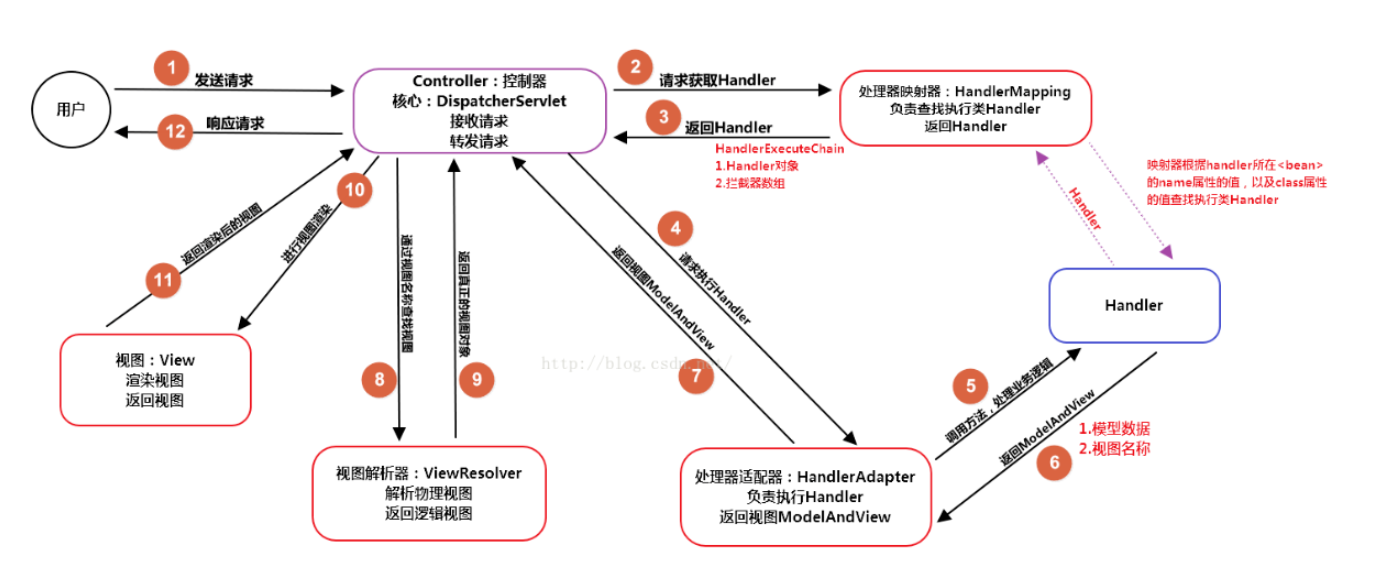 1
发送请求
用户
12
响应请求
Controller：控制器
核心：DispatcherServlet
接收请求
转发请求
2
请求获取Handler
3
返回Handler
HandlerExecuteChain
1.Handler对象
2.拦截器数组
处理器映射器：HandlerMapping
负责查找执行类Handler
返回Handler
映射器根据handler所在<bean>
的name属性的值，以及class属性
的值查找执行类Handler
Handler
Handler
4
请求执行Handler
返回视图ModelAndView
7
5
调用方法，处理业务逻辑
返回ModelAndView
6
1.模型数据
2.视图名称
处理器适配器：HandlerAdapter
负责执行Handler
返回视图ModelAndView
通过视图名称查找视图
8
返回真正的视图对象
9
视图解析器：ViewResolver
解析物理视图
返回逻辑视图
10
进行视图渲染
返回渲染后的视图
11
视图：View
渲染视图
返回视图
http://blog.csdn.net/